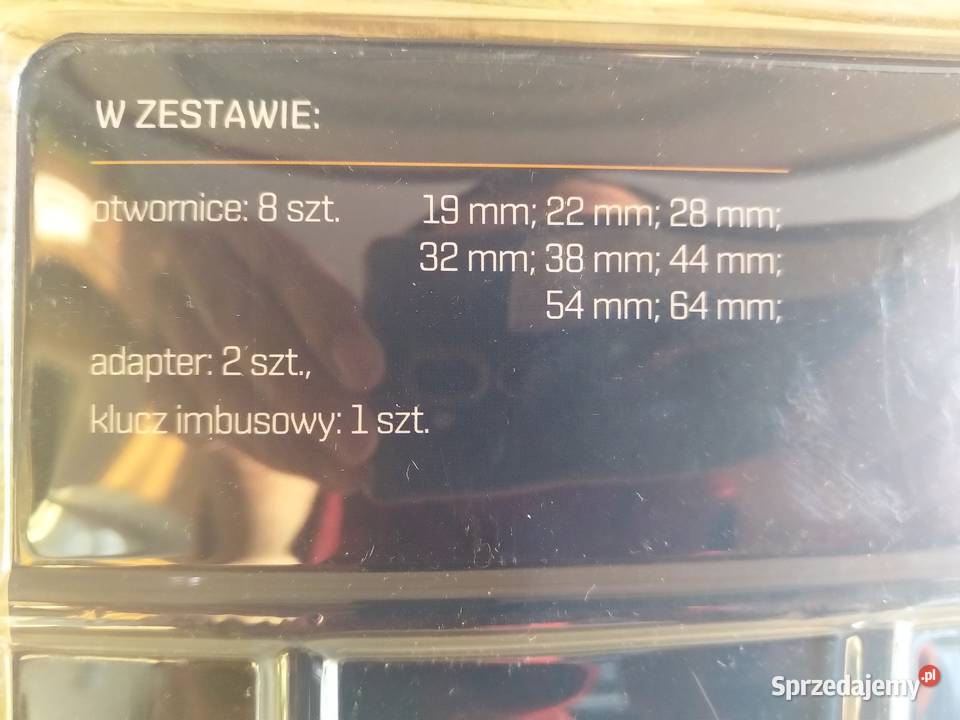 W ZESTAWIE:
otwornice: 8 szt. 19 mm; 22 mm; 28 mm;
32 mm; 38 mm; 44 mm;
54 mm; 64 mm;
adapter: 2 szt.,
klucz imbusowy: 1 szt.
Sprzedajemy.pl